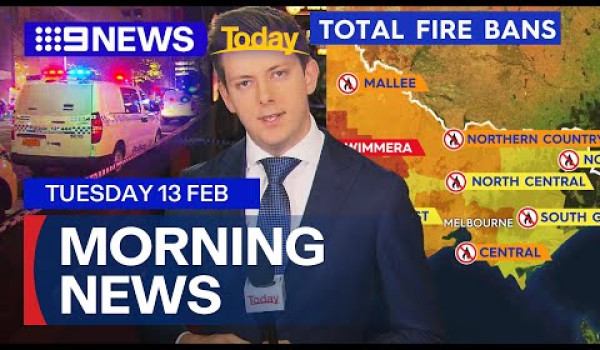 9NEWS
Today
TOTAL FIRE BANS
MALLEE
WIMMERA
NORTHERN COUNTRY
NORTH CENTRAL
MELBOURNE
SOUTH G
CENTRAL
TUESDAY 13 FEB
MORNING
NEWS
Today